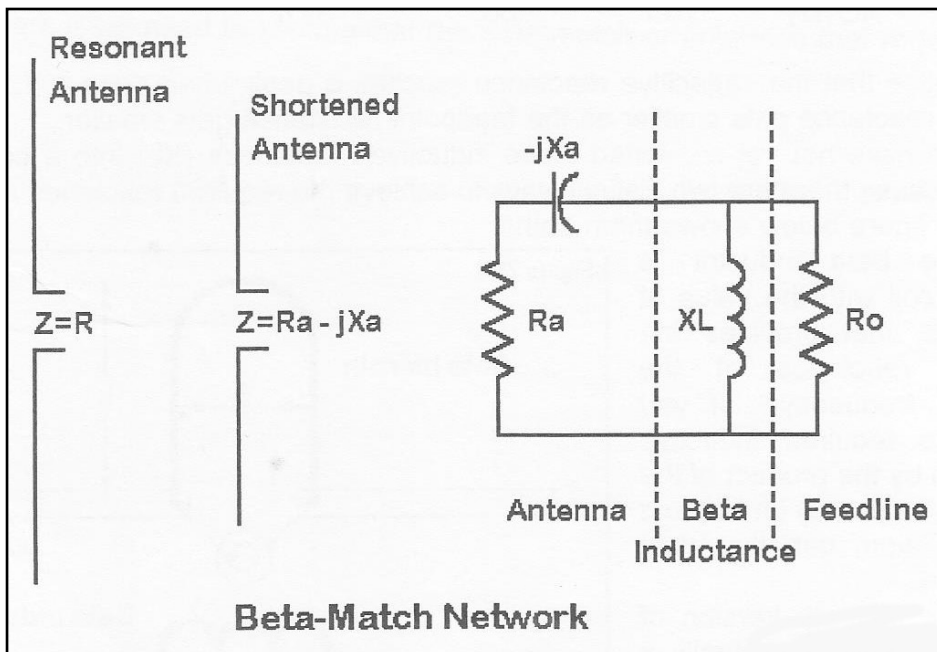 Resonant
Antenna
Shortened
Antenna
-jXa
Z=R
Z=Ra - jXa
Ra
XL
Ro
Antenna
Beta
Feedline
Inductance
Beta-Match Network